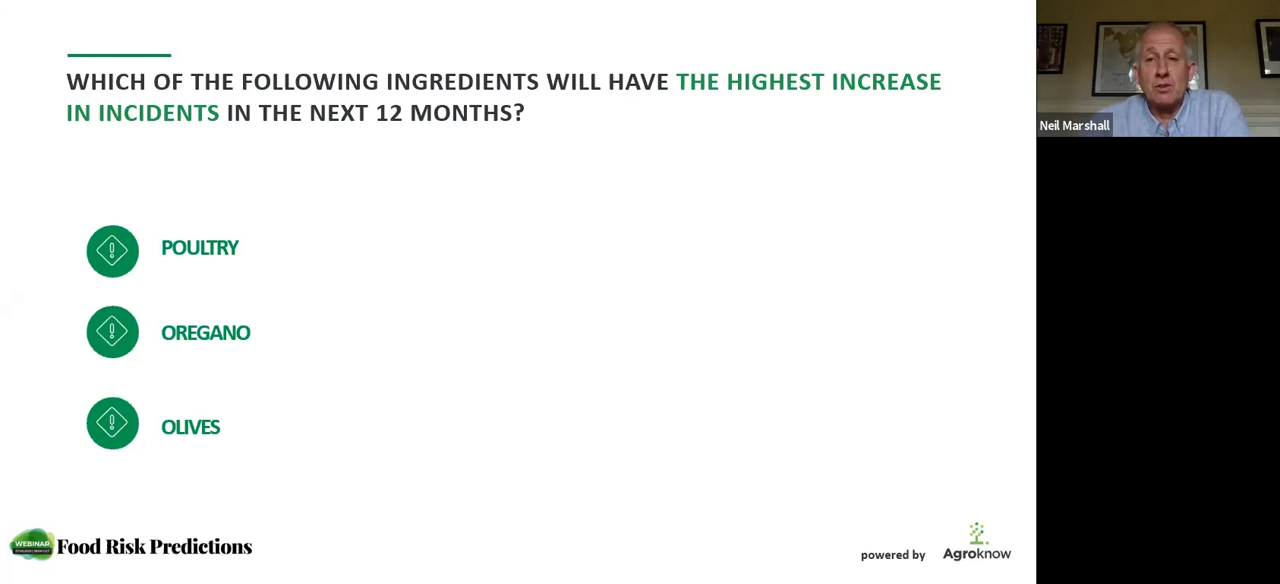 WHICH OF THE FOLLOWING INGREDIENTS WILL HAVE THE HIGHEST INCREASE
IN INCIDENTS IN THE NEXT 12 MONTHS?
Neil Marshall
POULTRY
OREGANO
OLIVES
WEBINAR
Food Risk Predictions
powered by
Agroknow